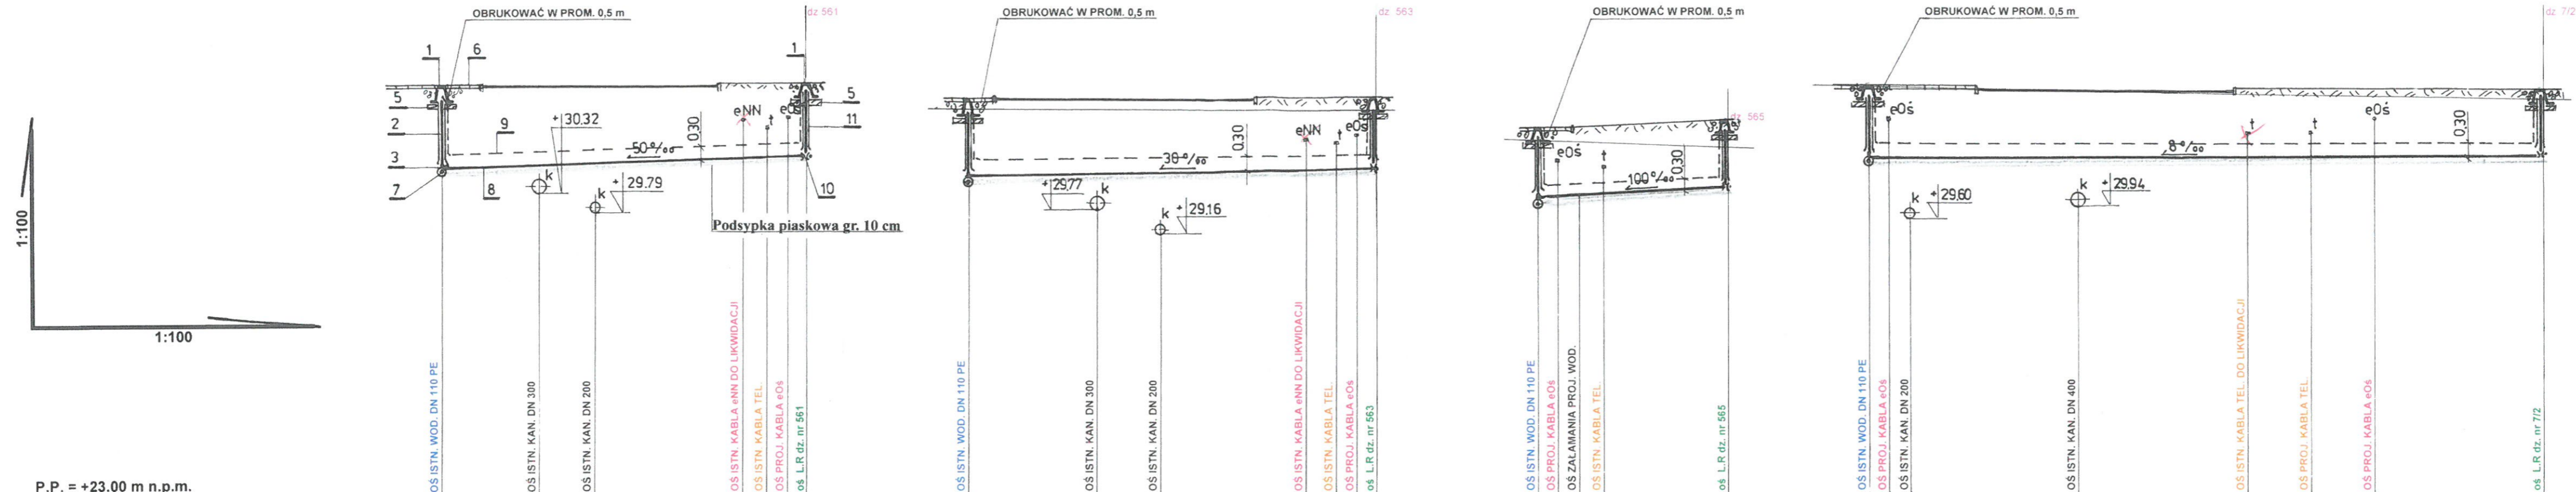 OBRUKOWAĆ W PROM. 0,5 m
dz 561
1
6
1
5
2
3
7
8
9
+30.32
k
k
+29.79
50‰
0,30
eNN
t
eOś
5
11
10
Podsypka piaskowa gr. 10 cm
1:100
1:100
P.P. = +23.00 m n.p.m.
OŚ ISTN. WOD. DN 110 PE
OŚ ISTN. KAN. DN 300
OŚ ISTN. KAN. DN 200
OŚ ISTN. KABLA eNN DO LIKWIDACJI
OŚ ISTN. KABLA TEL.
OŚ PROJ. KABLA eOś
oś L.R dz. nr 561
OBRUKOWAĆ W PROM. 0,5 m
dz 563
+29,77
k
k
+29.16
0.30
30‰
eNN
t
eOś
OŚ ISTN. WOD. DN 110 PE
OŚ ISTN. KAN. DN 300
OŚ ISTN. KAN. DN 200
OŚ ISTN. KABLA eNN DO LIKWIDACJI
OŚ ISTN. KABLA TEL.
OŚ PROJ. KABLA eOś
oś L.R dz. nr 563
OBRUKOWAĆ W PROM. 0,5 m
dz 565
eOś
t
100‰
0,30
OŚ ISTN. WOD. DN 110 PE
OŚ PROJ. KABLA eOś
OŚ ZAŁAMANIA PROJ. WOD.
OŚ ISTN. KABLA TEL.
oś L.R dz. nr 565
OBRUKOWAĆ W PROM. 0,5 m
dz 7/2
eOś
k
+29.60
k
+29,94
t
8‰
t
eOś
0,30
OŚ ISTN. WOD. DN 110 PE
OŚ PROJ. KABLA eOś
OŚ ISTN. KAN. DN 200
OŚ ISTN. KAN. DN 400
OŚ ISTN. KABLA TEL. DO LIKWIDACJI
OŚ PROJ. KABLA TEL.
OŚ PROJ. KABLA eOś
oś L.R dz. nr 7/2